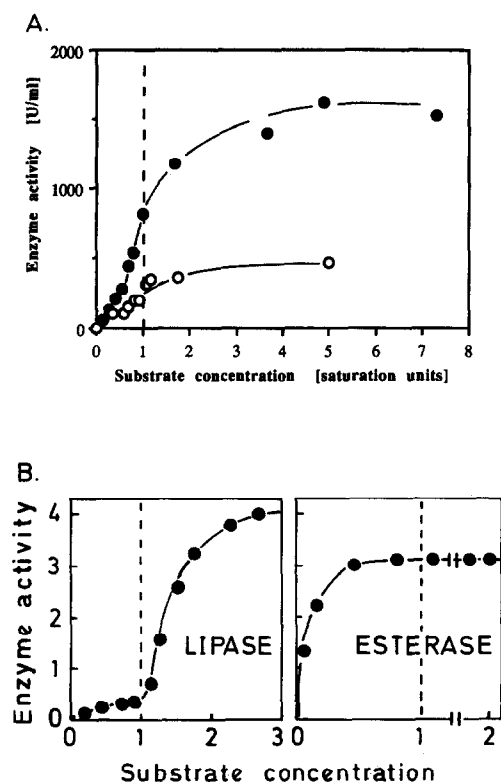 A.
2000
1000
0
Enzyme activity [U/ml]
0 1 2 3 4 5 6 7 8
Substrate concentration [saturation units]
B.
4
3
2
1
0
Enzyme activity
LIPASE
ESTERASE
0 1 2 3
0 1 2
Substrate concentration